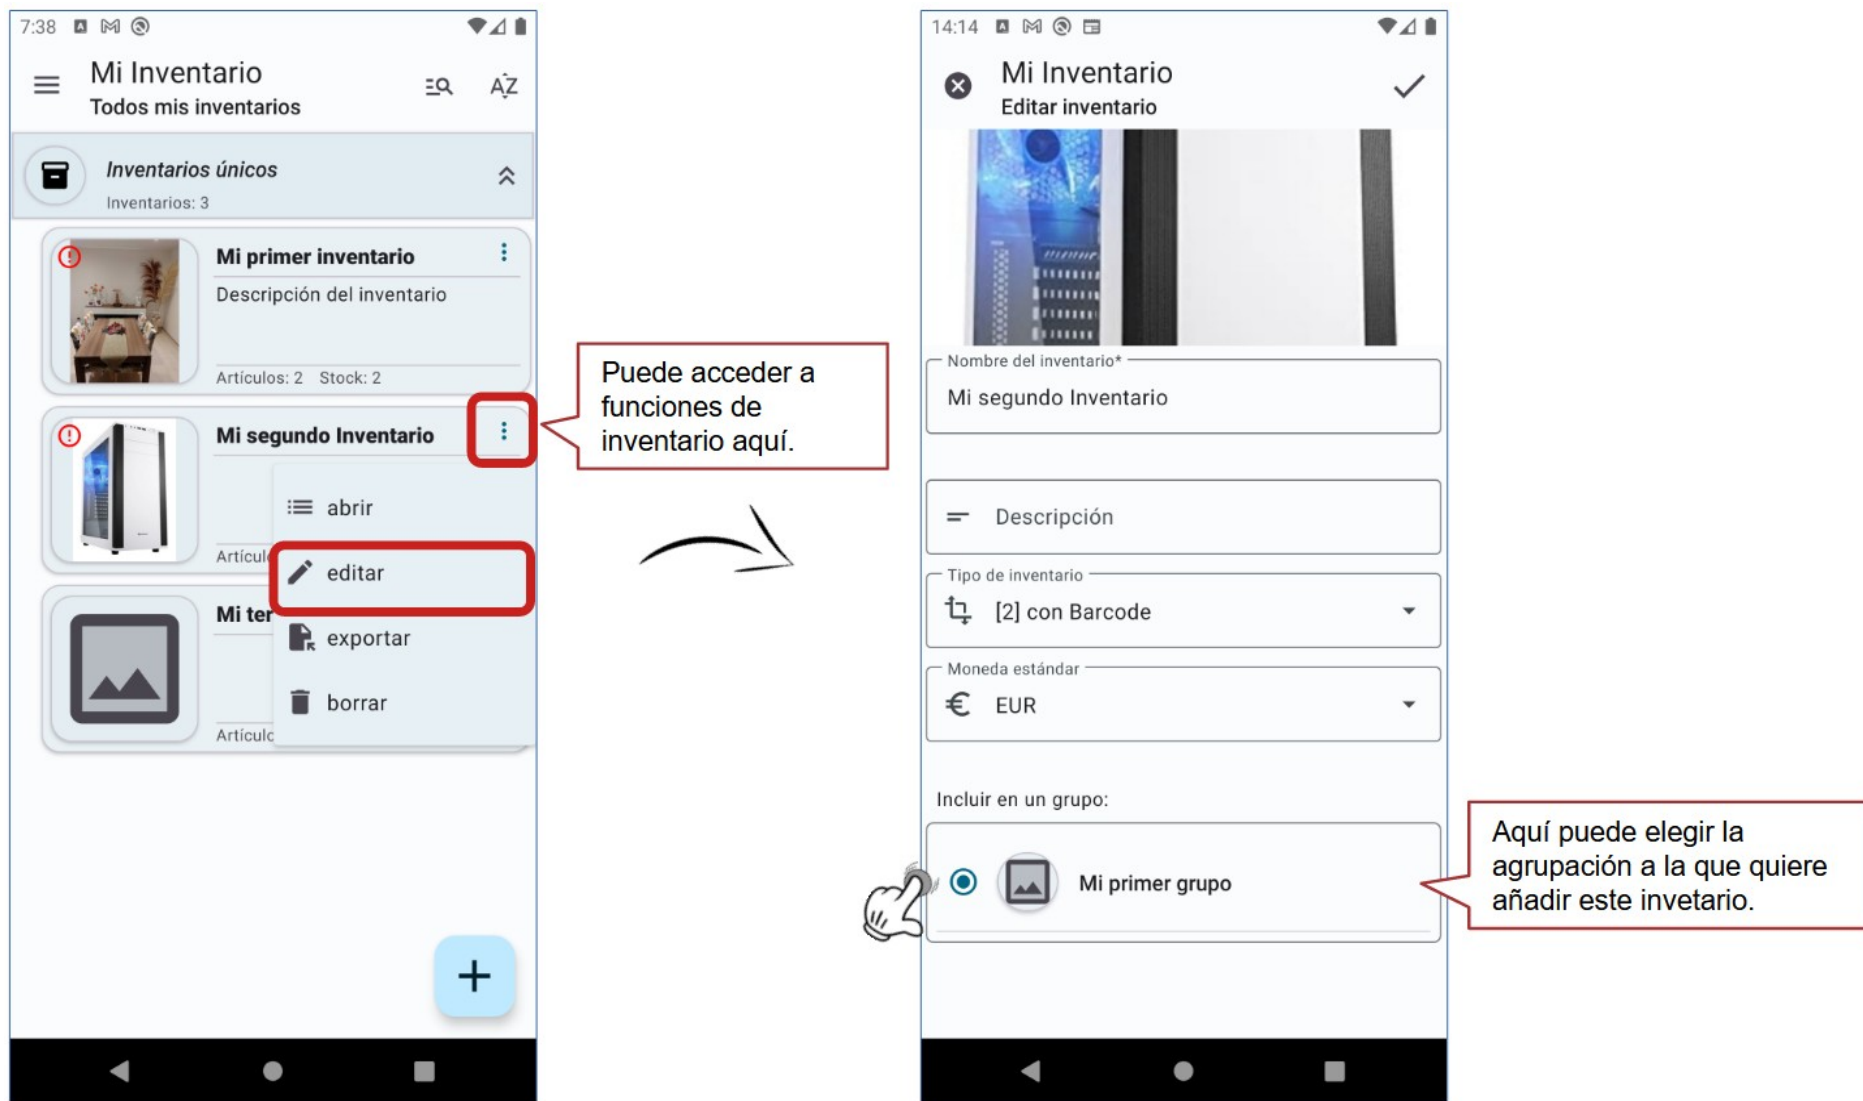 7:38
Mi Inventario
Todos mis inventarios
AZ
Inventarios únicos
Inventarios: 3
Mi primer inventario
Descripción del inventario
Artículos: 2 Stock: 2
Mi segundo Inventario
abrir
Artícul
editar
Mi ter
exportar
borrar
Artículo
Puede acceder a
funciones de
inventario aquí.
14:14
Mi Inventario
Editar inventario
Nombre del inventario*
Mi segundo Inventario
Descripción
Tipo de inventario
[2] con Barcode
Moneda estándar
€ EUR
Incluir en un grupo:
Mi primer grupo
Aquí puede elegir la
agrupación a la que quiere
añadir este invetario.